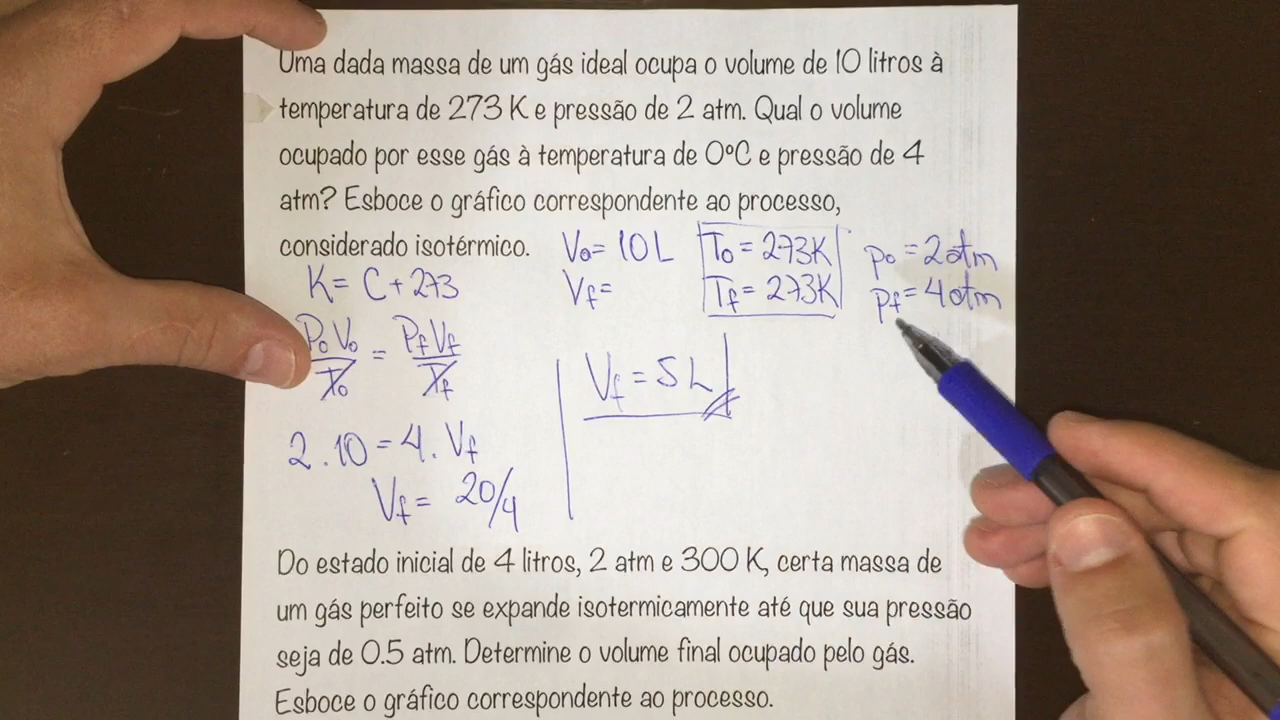 Uma dada massa de um gás ideal ocupa o volume de 10 litros à
temperatura de 273 K e pressão de 2 atm. Qual o volume
ocupado por esse gás à temperatura de 0ºC e pressão de 4
atm? Esboce o gráfico correspondente ao processo,
considerado isotérmico.
V₀ = 10 L T₀ = 273K p₀ = 2 atm
Vf = Tf = 273K pf = 4 atm
K = C + 273
P₀V₀/T₀ = PfVf/Tf
Vf = 5 L
2 . 10 = 4 . Vf
Vf = 20/4
Do estado inicial de 4 litros, 2 atm e 300 K, certa massa de
um gás perfeito se expande isotermicamente até que sua pressão
seja de 0.5 atm. Determine o volume final ocupado pelo gás.
Esboce o gráfico correspondente ao processo.